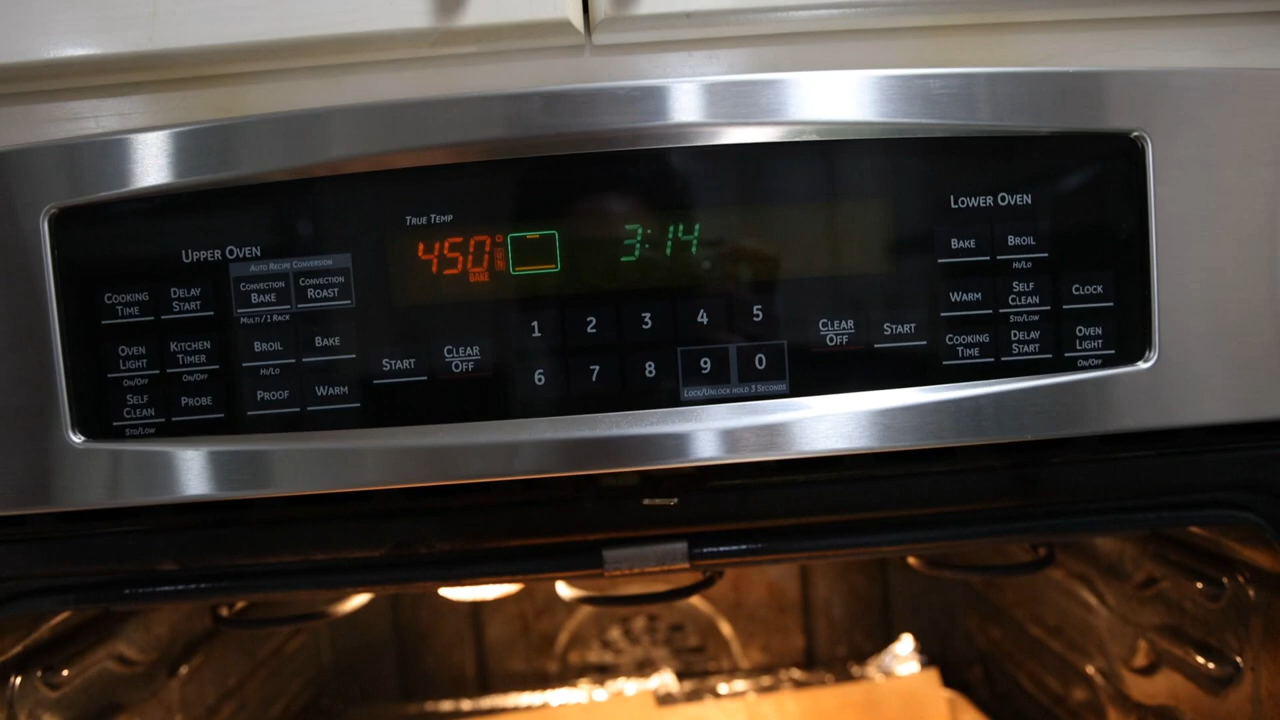 UPPER OVEN
AUTO RECIPE CONVERSION
COOKING TIME
DELAY START
CONVECTION BAKE
CONVECTION ROAST
MULTI / 1 RACK
OVEN LIGHT
ON/OFF
KITCHEN TIMER
ON/OFF
BROIL
HI/LO
BAKE
SELF CLEAN
STD/LOW
PROBE
PROOF
WARM
START
CLEAR OFF
TRUE TEMP
450°
BAKE
3:14
1 2 3 4 5
6 7 8 9 0
LOCK/UNLOCK HOLD 3 SECONDS
CLEAR OFF
START
LOWER OVEN
BAKE
BROIL
HI/LO
WARM
SELF CLEAN
STD/LOW
CLOCK
COOKING TIME
DELAY START
OVEN LIGHT
ON/OFF